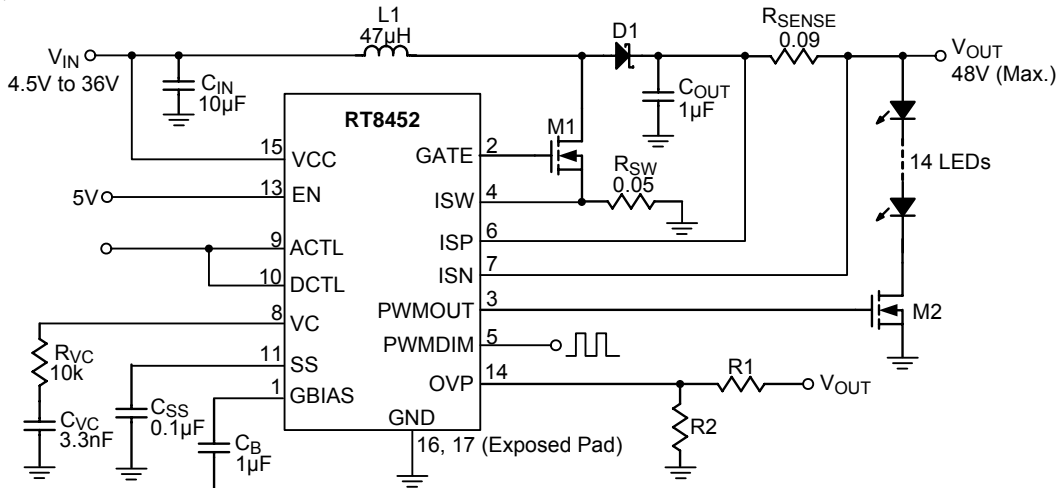 L1
47µH
D1
RSENSE
0.09
VIN
4.5V to 36V
VOUT
48V (Max.)
CIN
10µF
COUT
1µF
RT8452
M1
15
VCC
GATE
2
RSW
0.05
14 LEDs
5V
13
EN
ISW
4
9
ACTL
ISP
6
10
DCTL
ISN
7
8
VC
PWMOUT
3
M2
RVC
10k
PWMDIM
5
11
SS
OVP
14
R1
VOUT
1
GBIAS
CVC
3.3nF
CSS
0.1µF
CB
1µF
GND
16, 17 (Exposed Pad)
R2